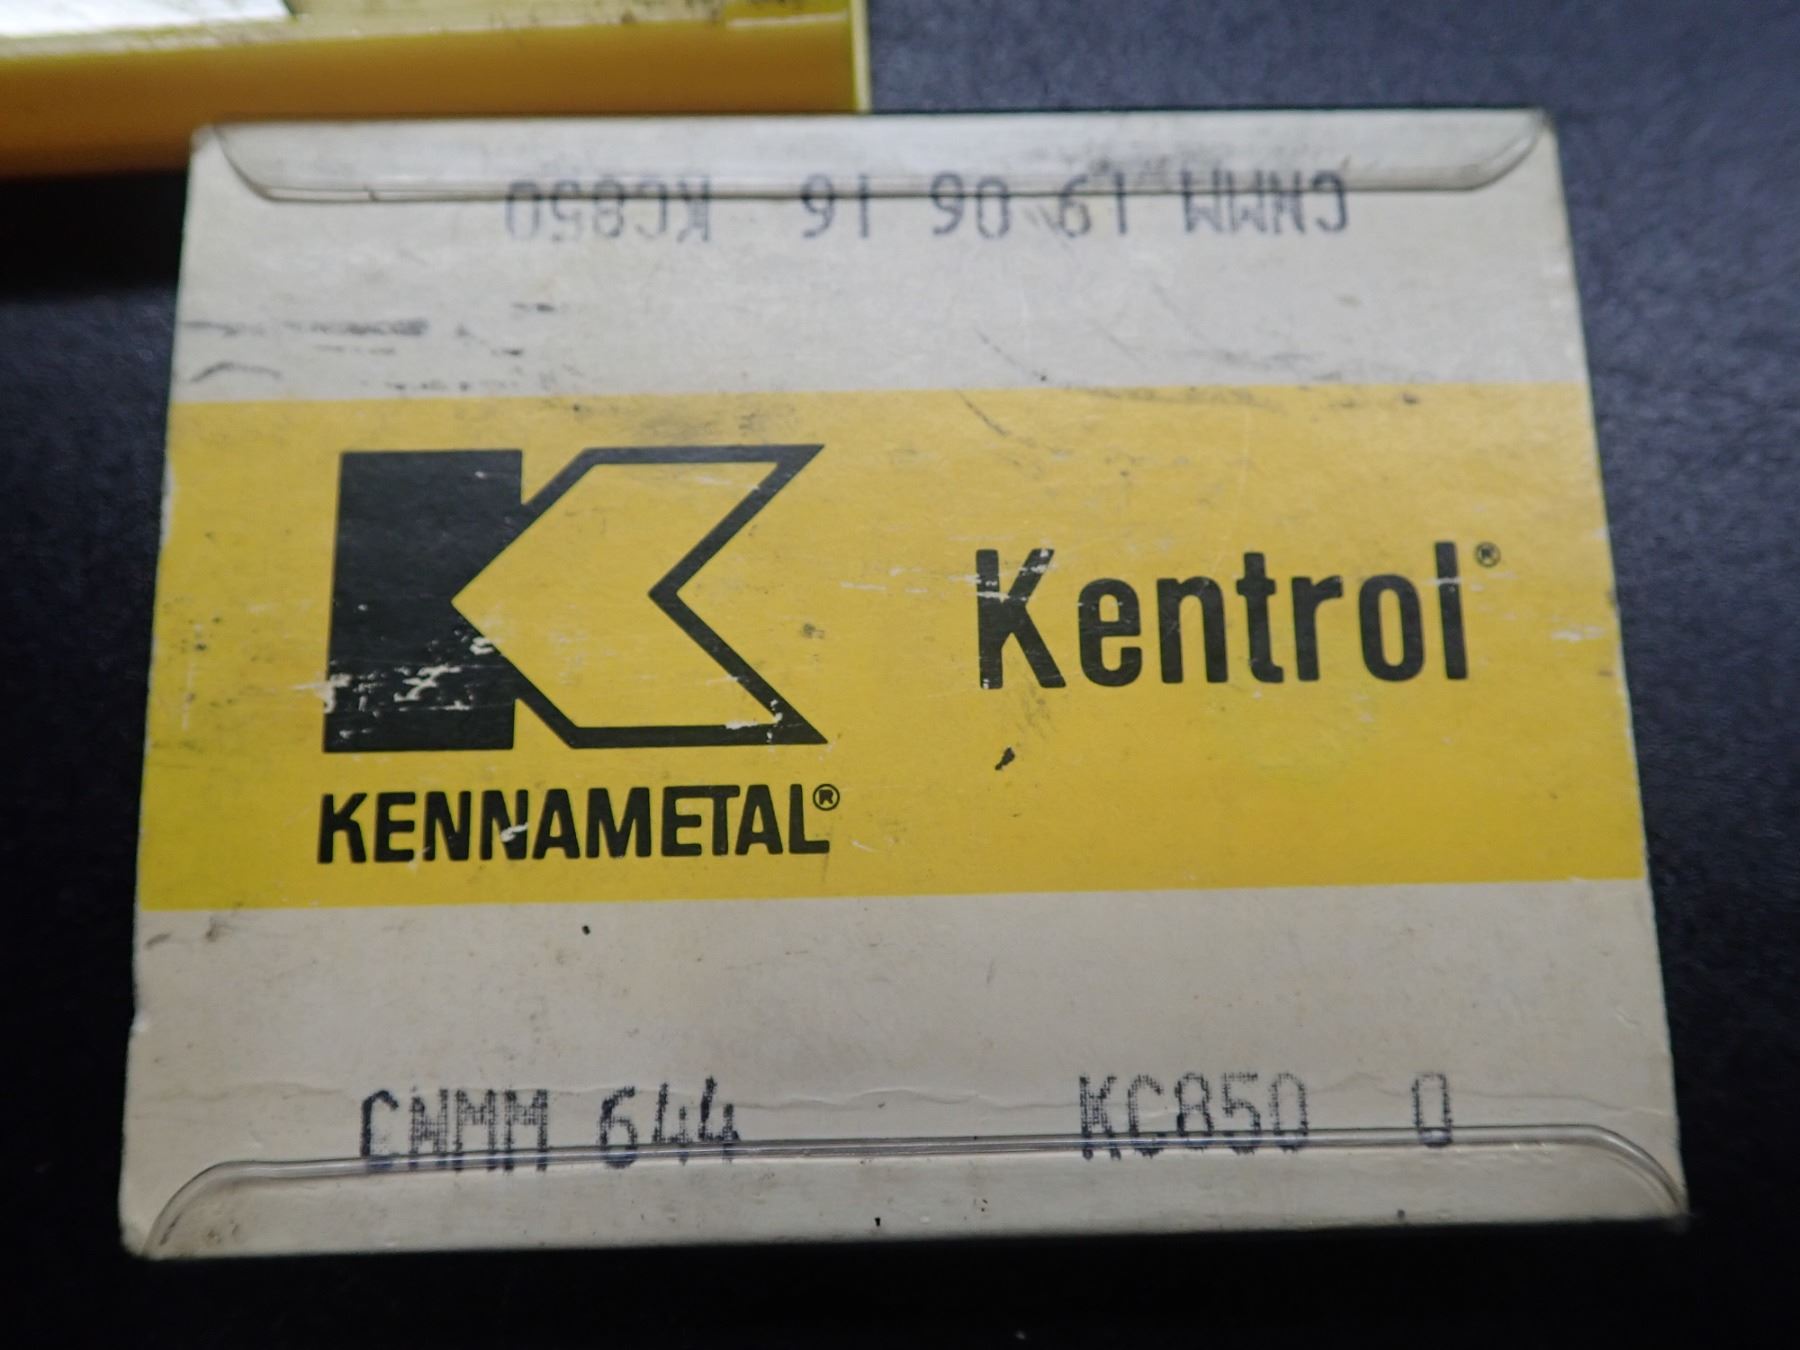 CNMM 19 06 16 KC850
Kentrol®
KENNAMETAL®
CNMM 644 KC850 0